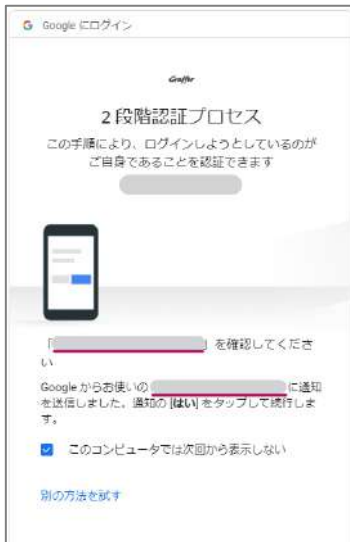 Google にログイン
Graffer
2 段階認証プロセス
この手順により、ログインしようとしているのが
ご自身であることを認証できます
「 」を確認してくださ
い
Google からお使いの に通知
を送信しました。通知の [はい] をタップして続行しま
す。
このコンピュータでは次回から表示しない
別の方法を試す